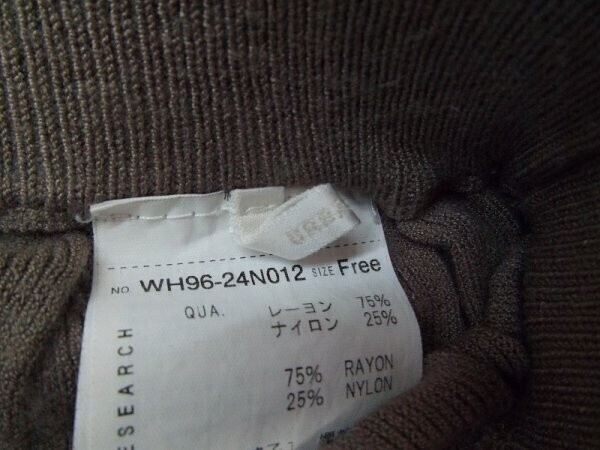 URBA
NO. WH96-24N012 SIZE Free
QUA. レーヨン 75%
ナイロン 25%
75% RAYON
25% NYLON
ESEARCH